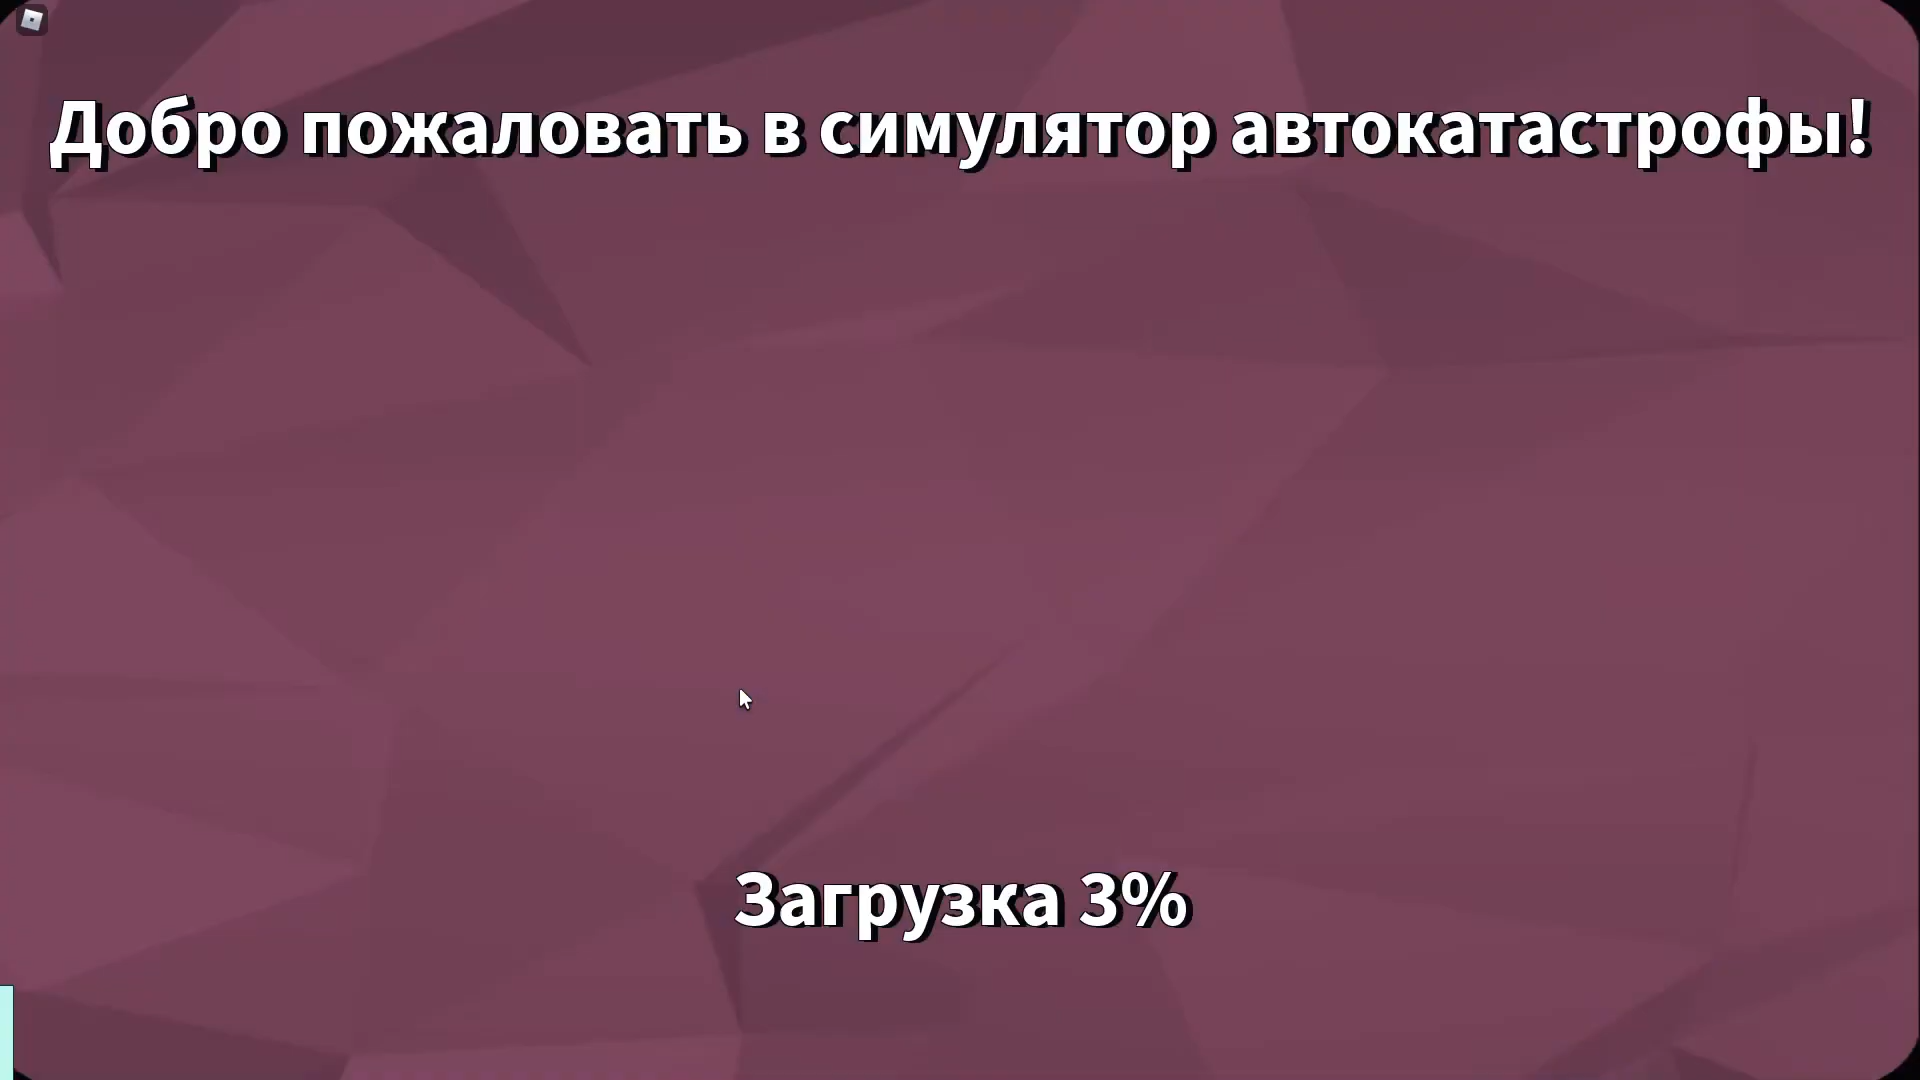 Добро пожаловать в симулятор автокатастрофы!
Загрузка 3%